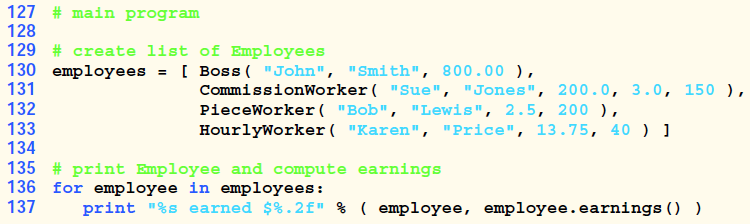 127 # main program
128
129 # create list of Employees
130 employees = [ Boss( "John", "Smith", 800.00 ),
131 CommissionWorker( "Sue", "Jones", 200.0, 3.0, 150 ),
132 PieceWorker( "Bob", "Lewis", 2.5, 200 ),
133 HourlyWorker( "Karen", "Price", 13.75, 40 ) ]
134
135 # print Employee and compute earnings
136 for employee in employees:
137 print "%s earned $%.2f" % ( employee, employee.earnings() )